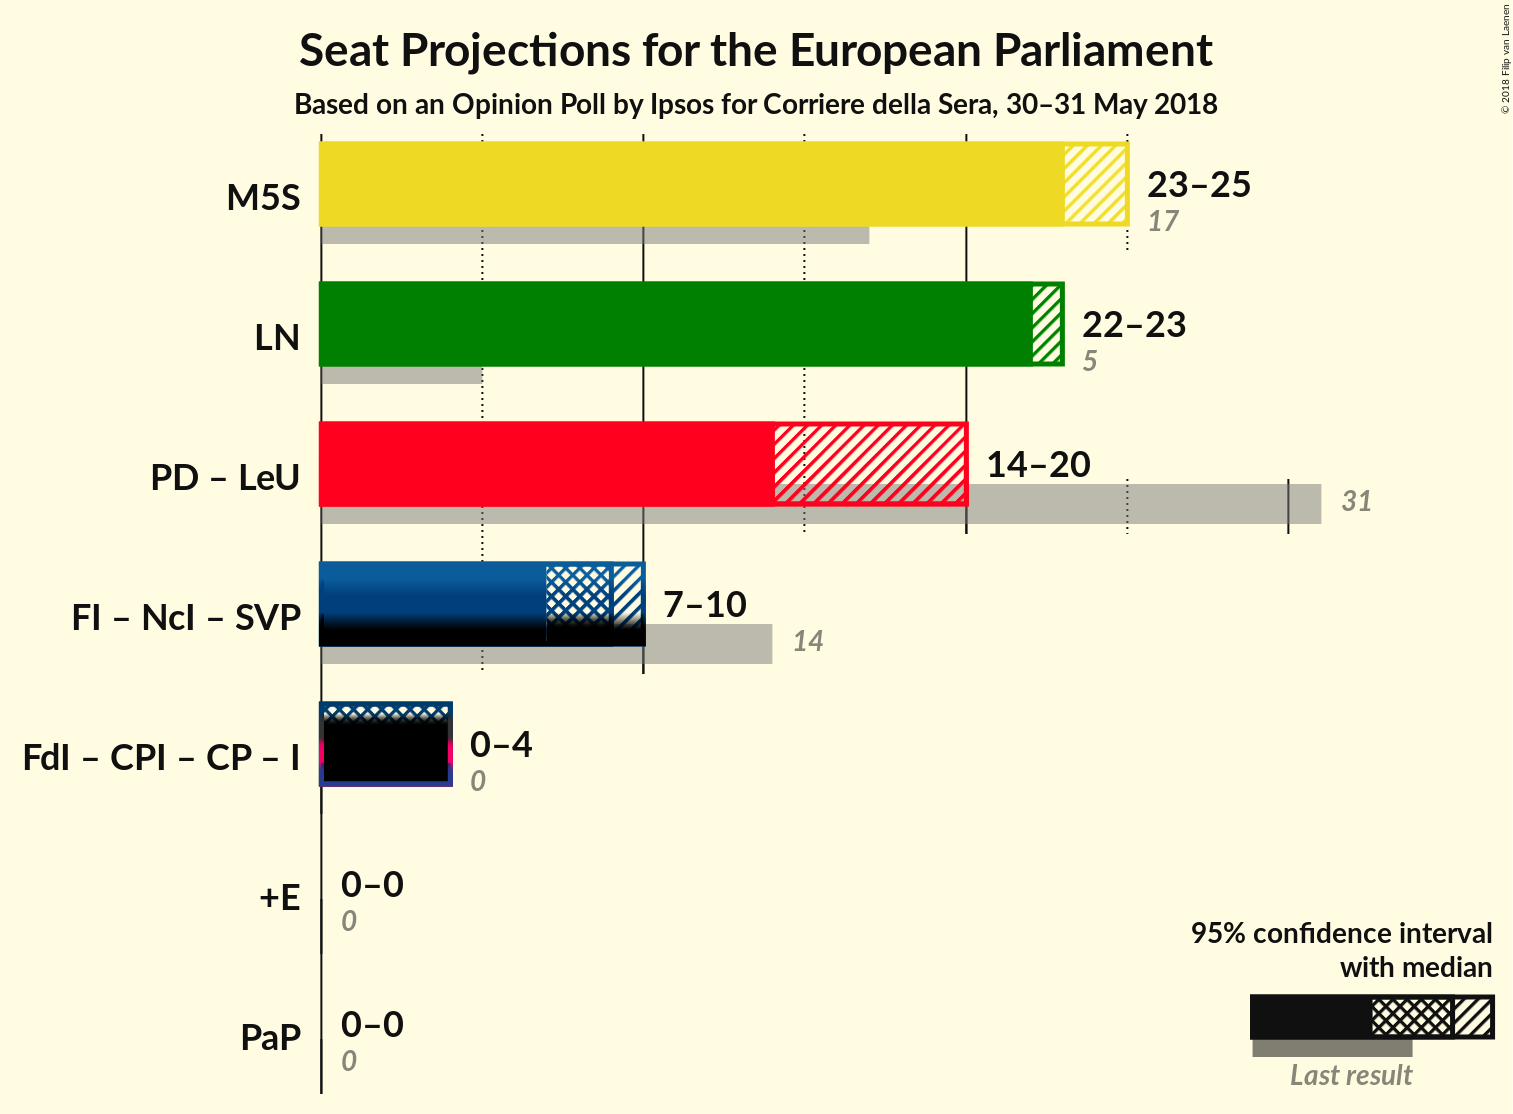 Seat Projections for the European Parliament
Based on an Opinion Poll by Ipsos for Corriere della Sera, 30–31 May 2018
© 2018 Filip van Laenen
M5S
23–25
17
LN
22–23
5
PD – LeU
14–20
31
FI – NcI – SVP
7–10
14
FdI – CPI – CP – I
0–4
0
+E
0–0
0
PaP
0–0
0
95% confidence interval
with median
Last result